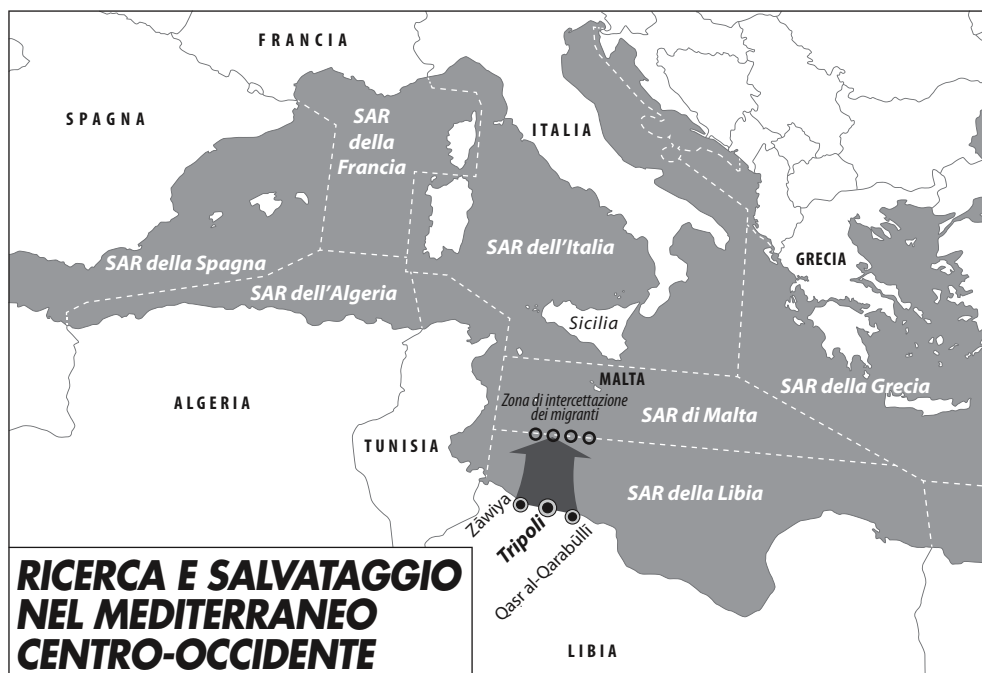 FRANCIA
SPAGNA
SAR
della
Francia
ITALIA
SAR della Spagna
SAR dell'Italia
GRECIA
SAR dell'Algeria
Sicilia
MALTA
SAR della Grecia
Zona di intercettazione
dei migranti
SAR di Malta
ALGERIA
TUNISIA
SAR della Libia
Zāwiya
Tripoli
Qaṣr al-Qarabūlli
LIBIA
RICERCA E SALVATAGGIO
NEL MEDITERRANEO
CENTRO-OCCIDENTE